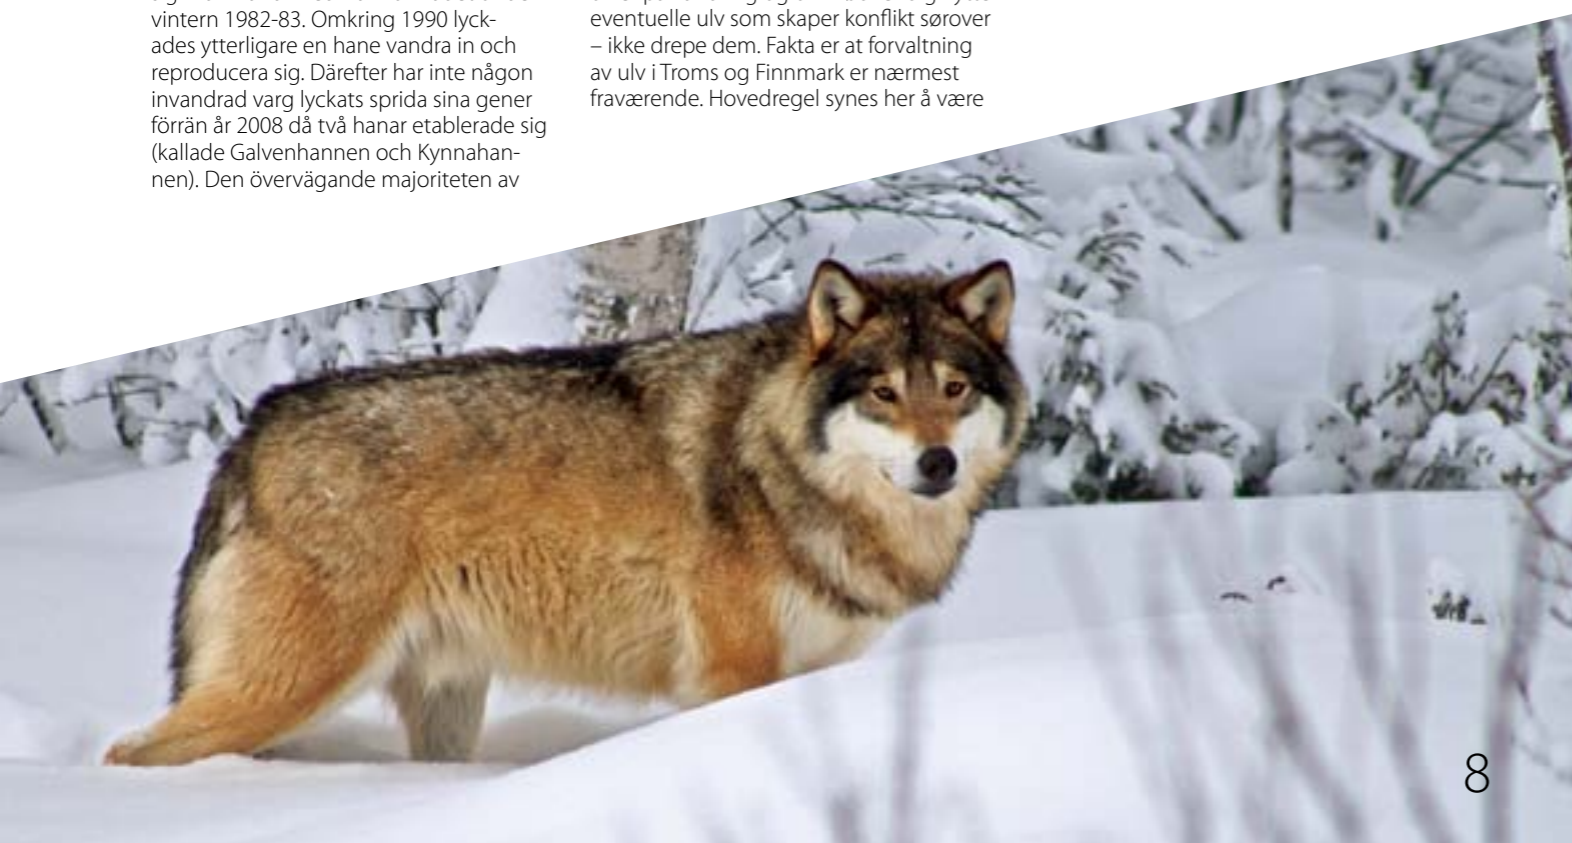 vintern 1982-83. Omkring 1990 lyck-
ades ytterligare en hane vandra in och
reproducera sig. Därefter har inte någon
invandrad varg lyckats sprida sina gener
förrän år 2008 då två hanar etablerade sig
(kallade Galvenhannen och Kynnahan-
nen). Den övervägande majoriteten av
eventuelle ulv som skaper konflikt sørover
– ikke drepe dem. Fakta er at forvaltning
av ulv i Troms og Finnmark er nærmest
fraværende. Hovedregel synes her å være
8